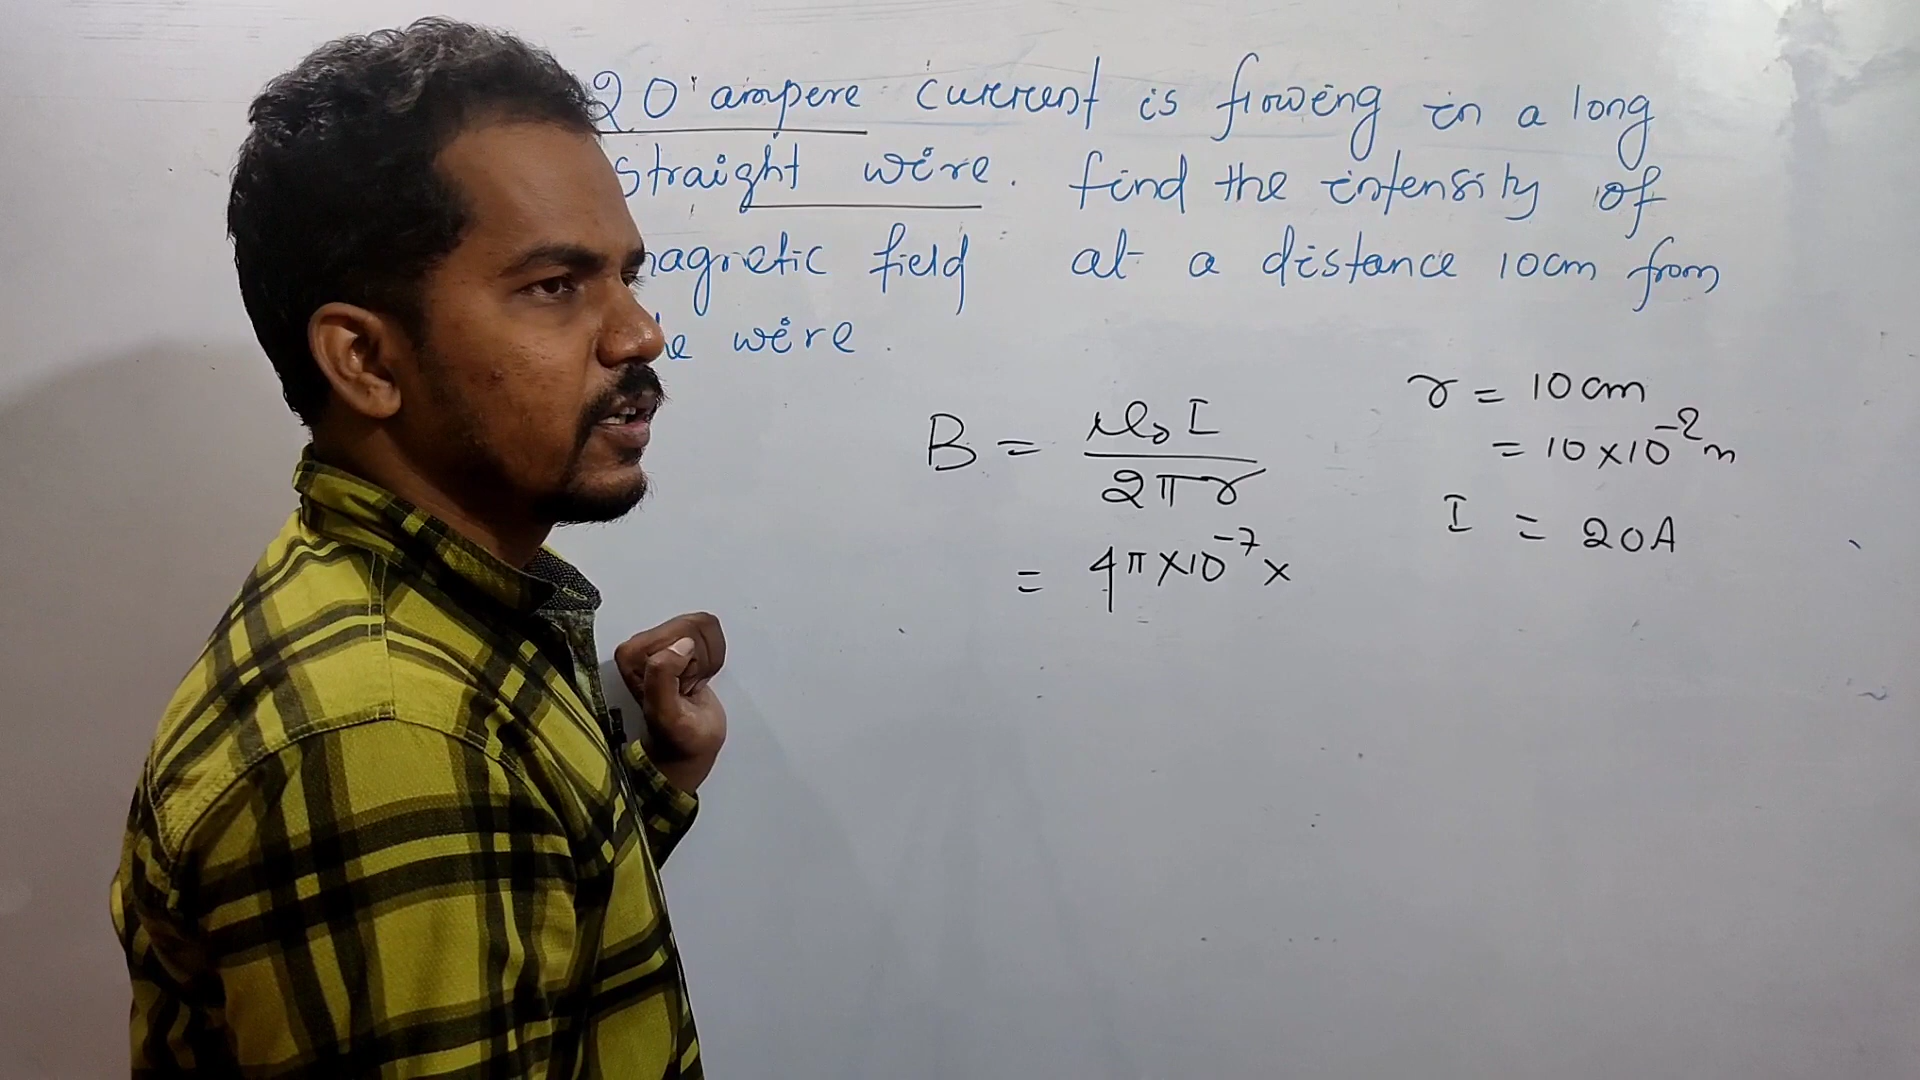 20 ampere current is flowing in a long
straight wire. find the intensity of
magnetic field at a distance 10cm from
he wire.
r = 10cm
= 10×10⁻² m
B = μ₀I / 2πr
I = 20A
= 4π×10⁻⁷ ×